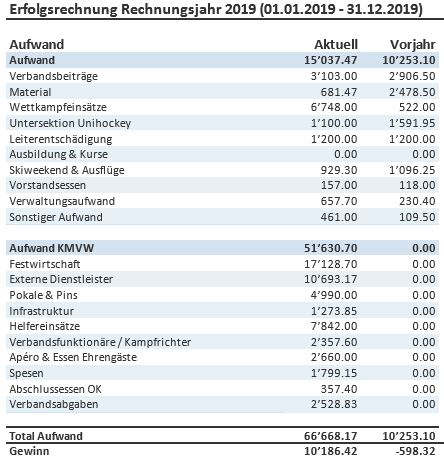 Erfolgsrechnung Rechnungsjahr 2019 (01.01.2019 - 31.12.2019)
Aufwand Aktuell Vorjahr
Aufwand 15’037.47 10’253.10
Verbandsbeiträge 3’103.00 2’906.50
Material 681.47 2’478.50
Wettkampfeinsätze 6’748.00 522.00
Untersektion Unihockey 1’100.00 1’591.95
Leiterentschädigung 1’200.00 1’200.00
Ausbildung & Kurse 0.00 0.00
Skiweekend & Ausflüge 929.30 1’096.25
Vorstandsessen 157.00 118.00
Verwaltungsaufwand 657.70 230.40
Sonstiger Aufwand 461.00 109.50
Aufwand KMVW 51’630.70 0.00
Festwirtschaft 17’128.70 0.00
Externe Dienstleister 10’693.17 0.00
Pokale & Pins 4’990.00 0.00
Infrastruktur 1’273.85 0.00
Helfereinsätze 7’842.00 0.00
Verbandsfunktionäre / Kampfrichter 2’357.60 0.00
Apéro & Essen Ehrengäste 2’660.00 0.00
Spesen 1’799.15 0.00
Abschlussessen OK 357.40 0.00
Verbandsabgaben 2’528.83 0.00
Total Aufwand 66’668.17 10’253.10
Gewinn 10’186.42 -598.32